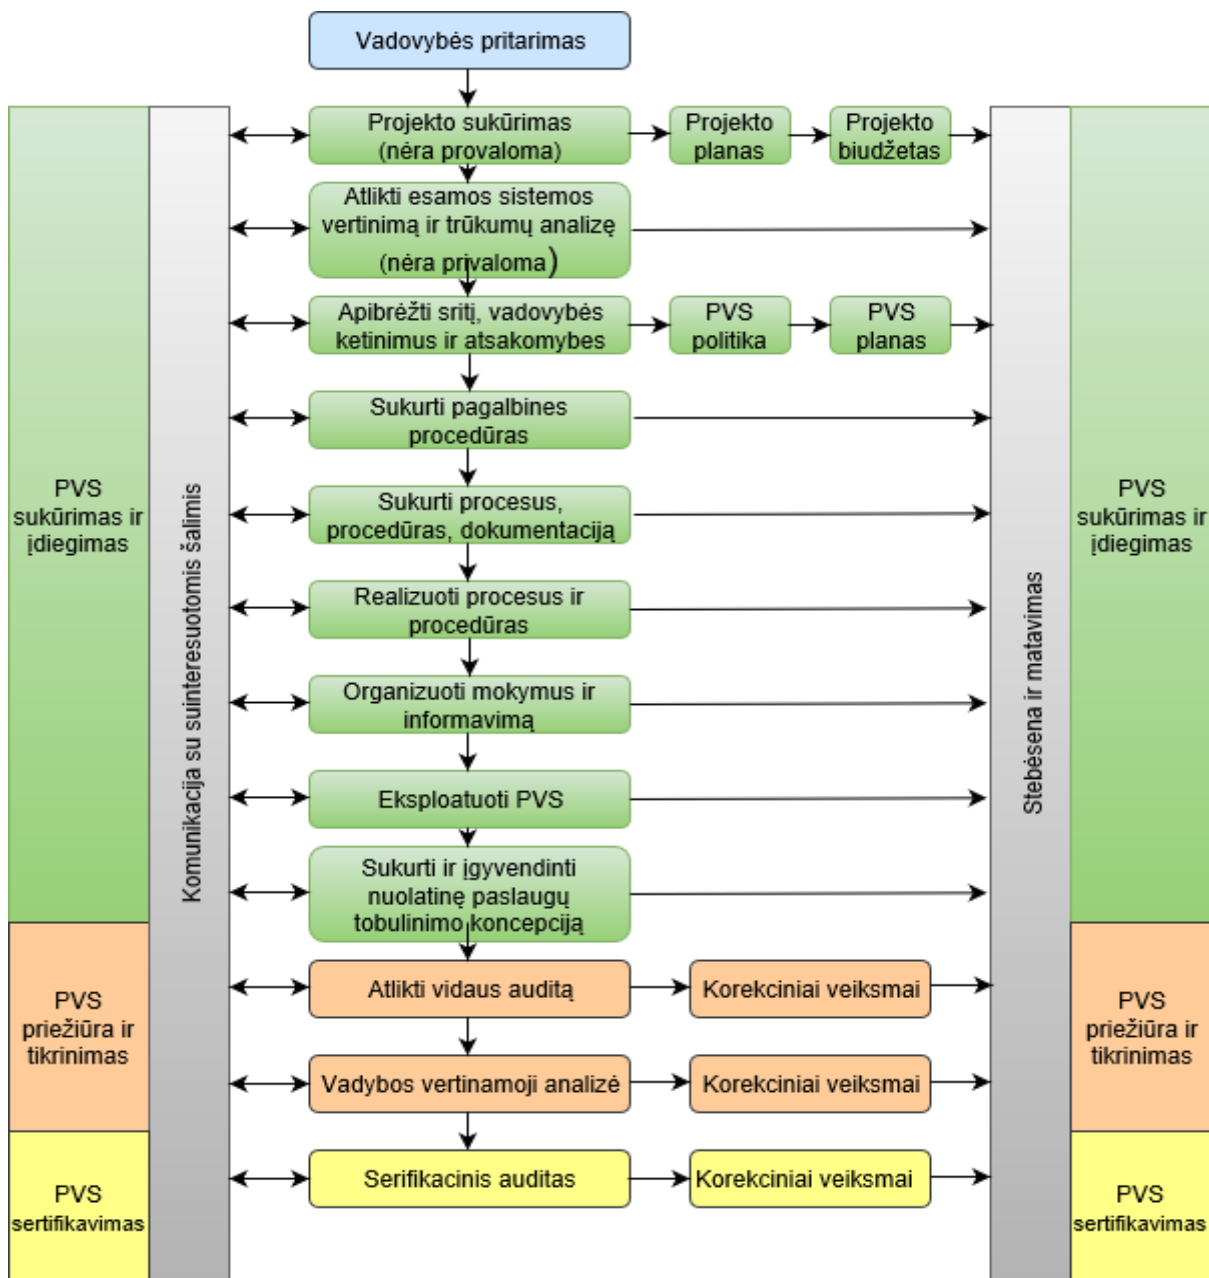 Vadovybės pritarimas
Projekto sukūrimas
(nėra provaloma)
Projekto
planas
Projekto
biudžetas
Atlikti esamos sistemos
vertinimą ir trūkumų analizę
(nėra privaloma)
Apibrėžti sritį, vadovybės
ketinimus ir atsakomybes
PVS
politika
PVS
planas
Sukurti pagalbines
procedūras
PVS
sukūrimas ir
įdiegimas
Komunikacija su suinteresuotomis šalimis
Sukurti procesus,
procedūras, dokumentaciją
Stebėsena ir matavimas
PVS
sukūrimas ir
įdiegimas
Realizuoti procesus ir
procedūras
Organizuoti mokymus ir
informavimą
Eksploatuoti PVS
Sukurti ir įgyvendinti
nuolatinę paslaugų
tobulinimo koncepciją
PVS
priežiūra ir
tikrinimas
Atlikti vidaus auditą
Korekciniai veiksmai
PVS
priežiūra ir
tikrinimas
Vadybos vertinamoji analizė
Korekciniai veiksmai
PVS
sertifikavimas
Serifikacinis auditas
Korekciniai veiksmai
PVS
sertifikavimas